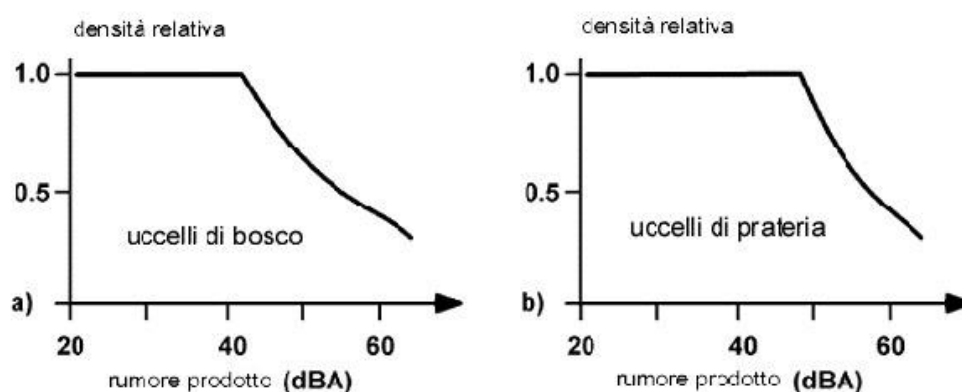 densità relativa
1.0
0.5
uccelli di bosco
a)
20 40 60
rumore prodotto (dBA)
densità relativa
1.0
0.5
uccelli di prateria
b)
20 40 60
rumore prodotto (dBA)